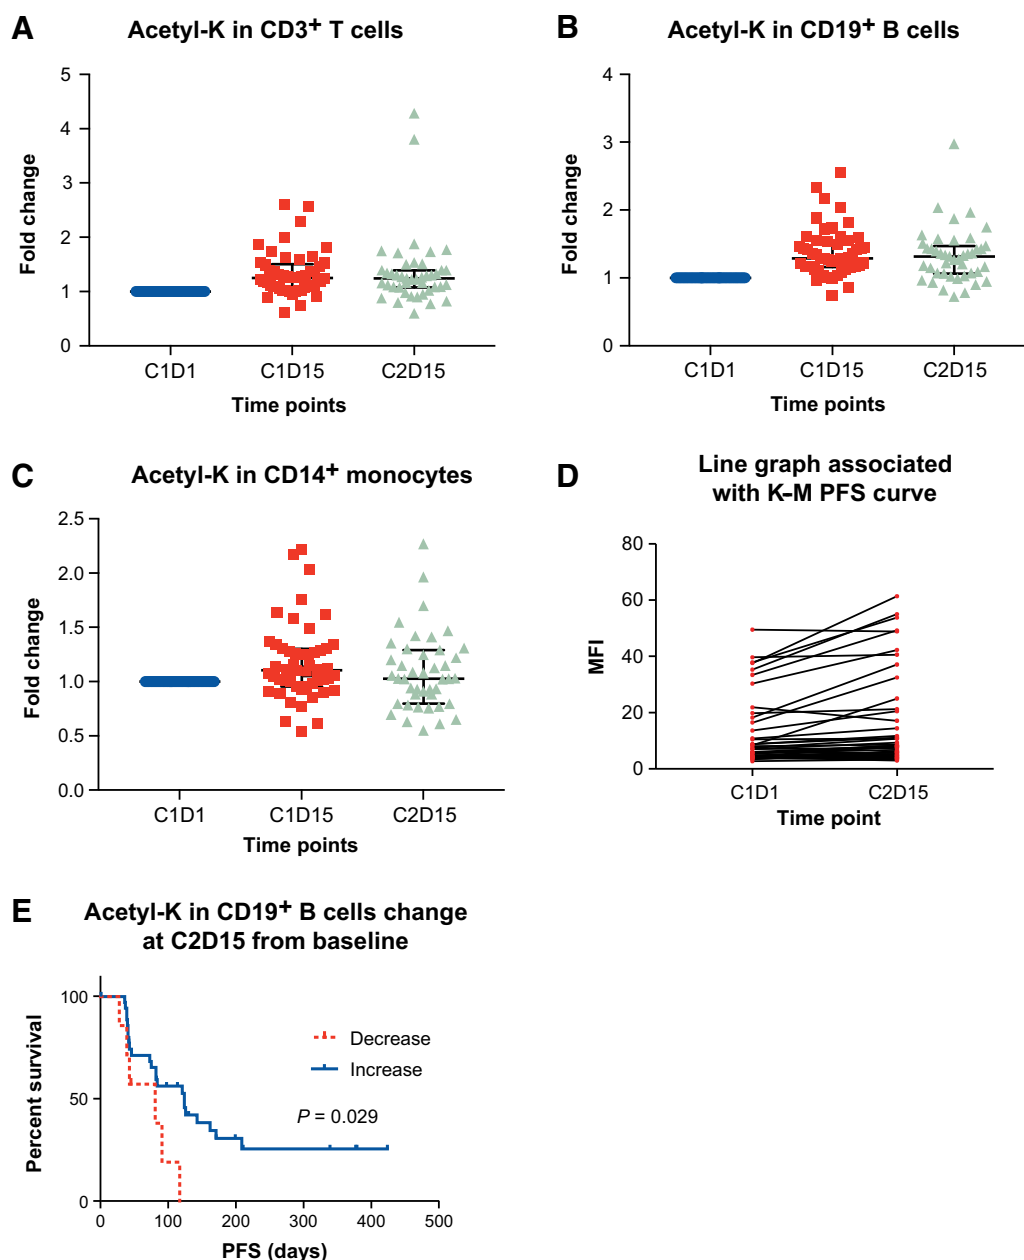 A
Acetyl-K in CD3+ T cells
5
4
3
2
1
0
Fold change
C1D1
C1D15
C2D15
Time points
B
Acetyl-K in CD19+ B cells
4
3
2
1
0
Fold change
C1D1
C1D15
C2D15
Time points
C
Acetyl-K in CD14+ monocytes
2.5
2.0
1.5
1.0
0.5
0.0
Fold change
C1D1
C1D15
C2D15
Time points
D
Line graph associated
with K–M PFS curve
80
60
40
20
0
MFI
C1D1
C2D15
Time point
E
Acetyl-K in CD19+ B cells change
at C2D15 from baseline
100
50
0
Percent survival
Decrease
Increase
P = 0.029
0
100
200
300
400
500
PFS (days)